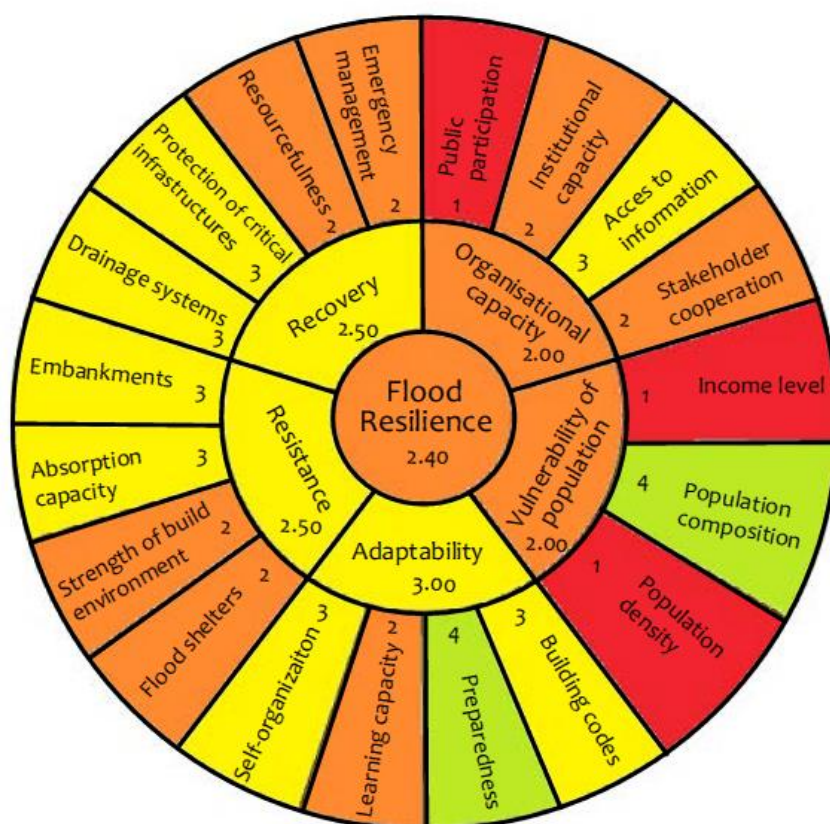 Flood
Resilience
2.40
Organisational
capacity
2.00
Public
participation
1
Institutional
capacity
2
Acces to
information
3
Stakeholder
cooperation
2
Vulnerability of
population
2.00
Income level
1
Population
composition
4
Population
density
1
Adaptability
3.00
Building codes
3
Preparedness
4
Learning capacity
2
Self-organizaiton
3
Resistance
2.50
Flood shelters
2
Strength of build
environment
2
Absorption
capacity
3
Embankments
3
Recovery
2.50
Drainage systems
3
Protection of critical
infrastructures
3
Resourcefulness
2
Emergency
management
2